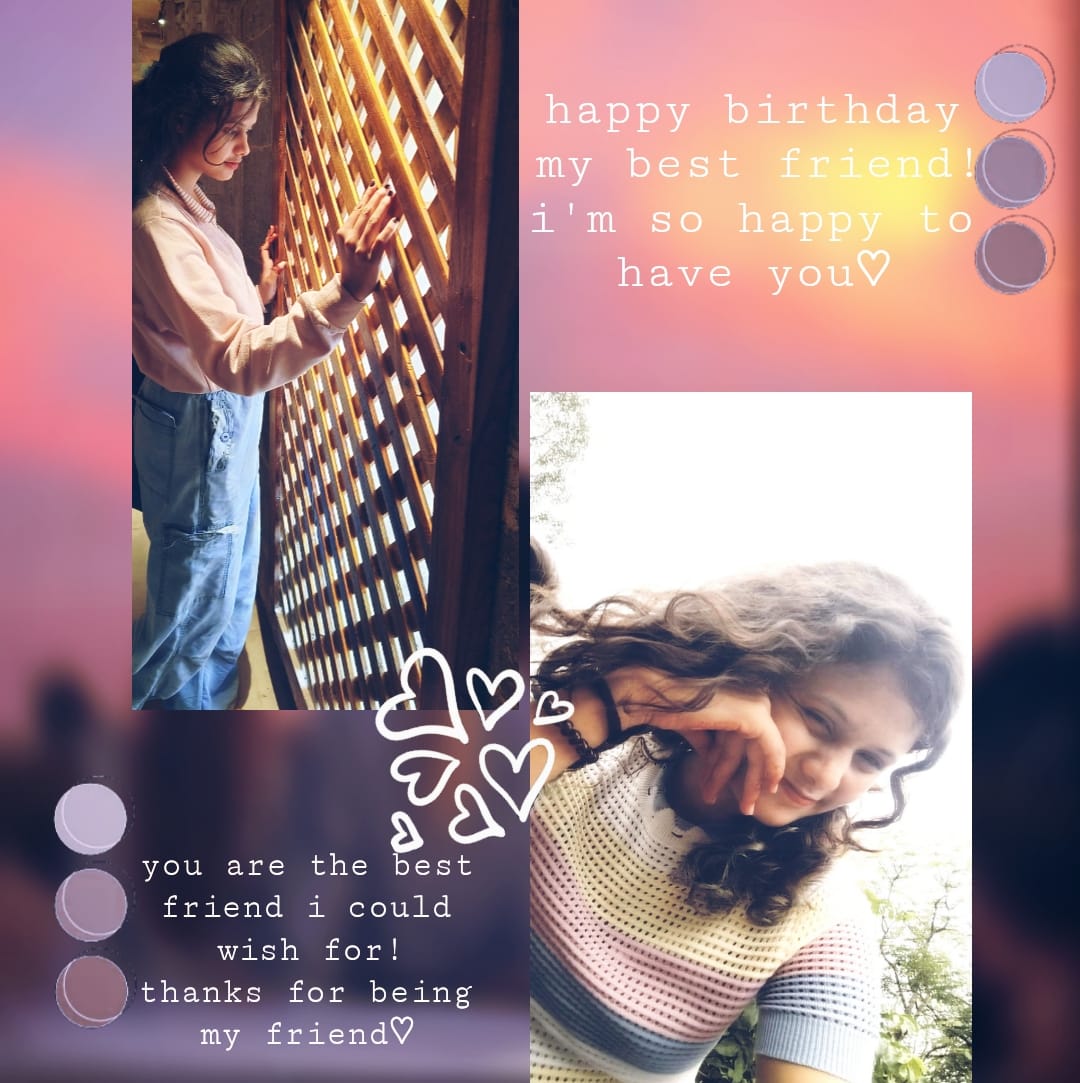 happy birthday
my best friend!
i'm so happy to
have you♡
you are the best
friend i could
wish for!
thanks for being
my friend♡